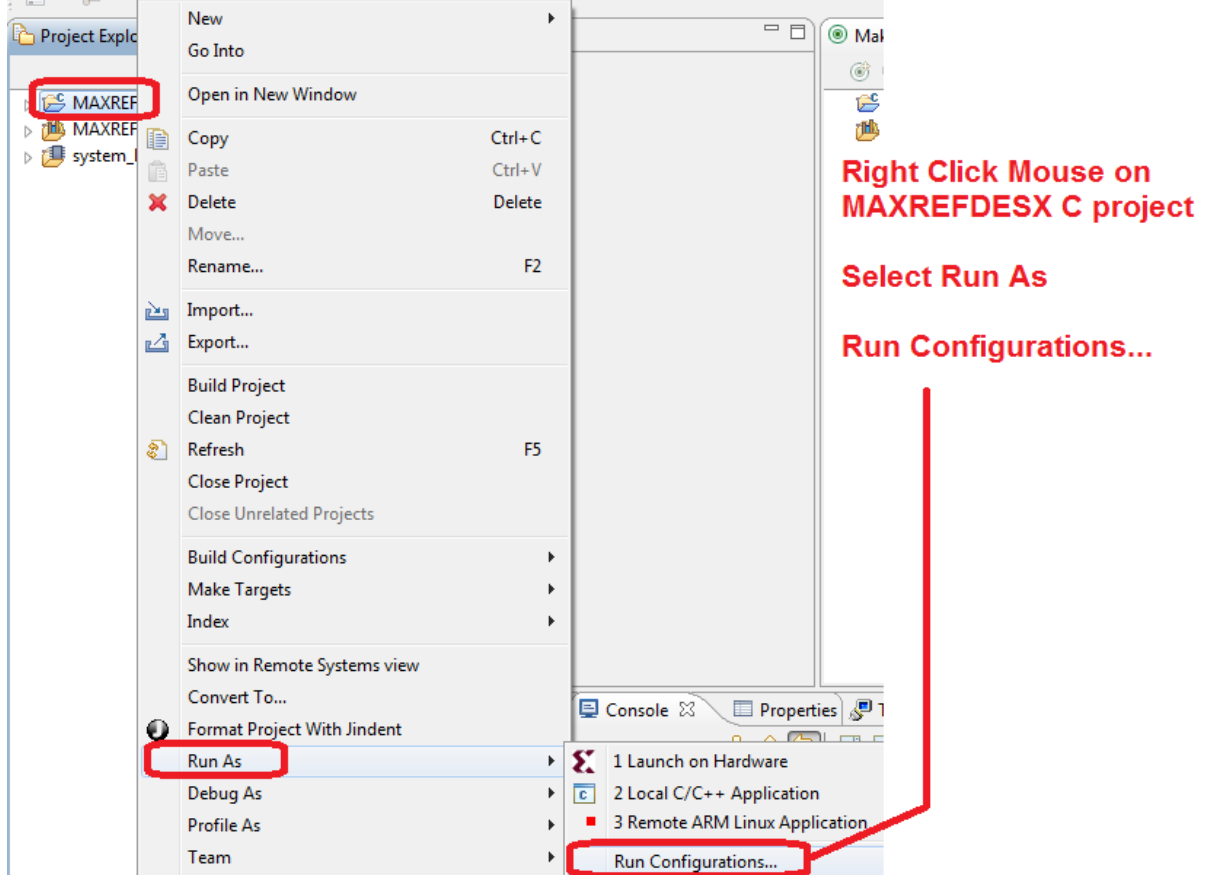 Project Explo
MAXREF
MAXREF
system_
New
Go Into
Open in New Window
Copy Ctrl+C
Paste Ctrl+V
Delete Delete
Move...
Rename... F2
Import...
Export...
Build Project
Clean Project
Refresh F5
Close Project
Close Unrelated Projects
Build Configurations
Make Targets
Index
Show in Remote Systems view
Convert To...
Format Project With Jindent
Run As
Debug As
Profile As
Team
Mak
Right Click Mouse on
MAXREFDESX C project
Select Run As
Run Configurations...
Console Properties T
1 Launch on Hardware
2 Local C/C++ Application
3 Remote ARM Linux Application
Run Configurations...